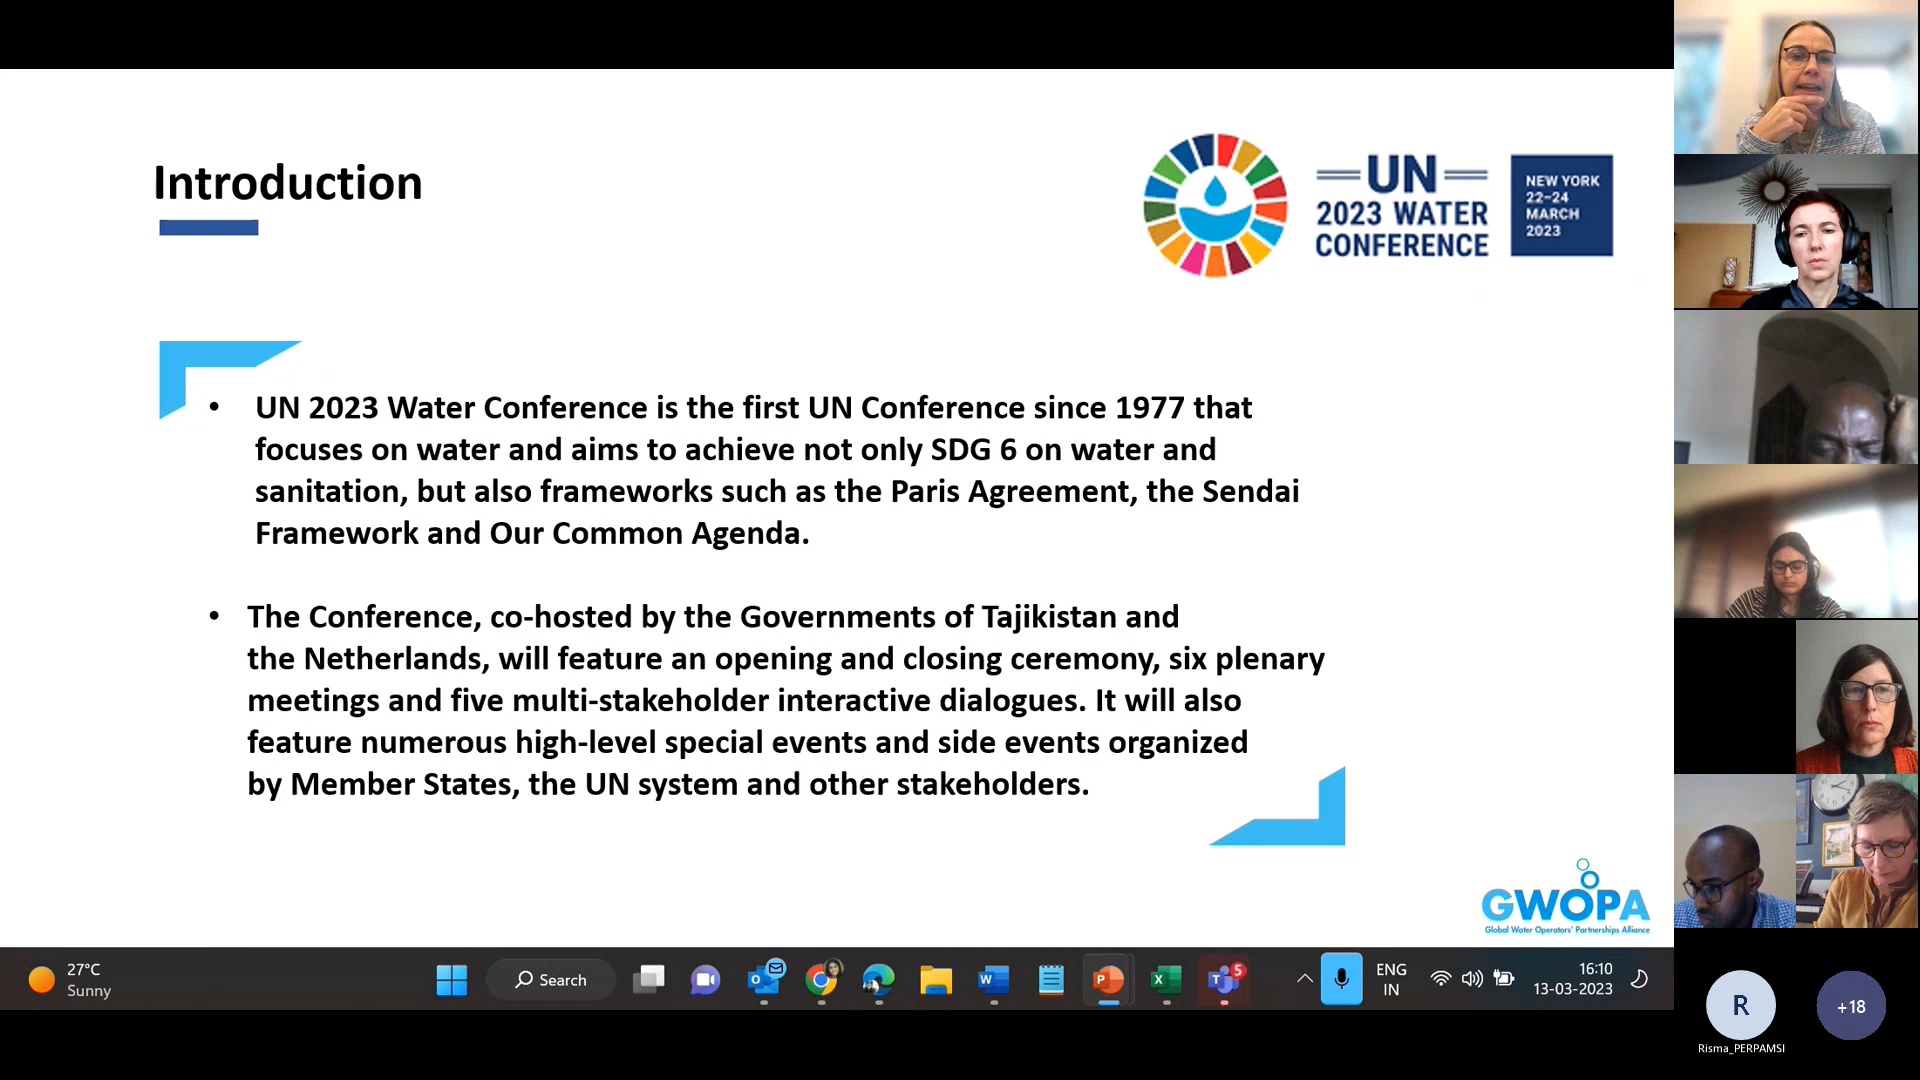 Introduction
UN
2023 WATER
CONFERENCE
NEW YORK
22–24
MARCH
2023
• UN 2023 Water Conference is the first UN Conference since 1977 that
focuses on water and aims to achieve not only SDG 6 on water and
sanitation, but also frameworks such as the Paris Agreement, the Sendai
Framework and Our Common Agenda.
• The Conference, co-hosted by the Governments of Tajikistan and
the Netherlands, will feature an opening and closing ceremony, six plenary
meetings and five multi-stakeholder interactive dialogues. It will also
feature numerous high-level special events and side events organized
by Member States, the UN system and other stakeholders.
GWOPA
Global Water Operators' Partnerships Alliance
27°C
Sunny
Search
5
ENG
IN
16:10
13-03-2023
R
+18
Risma_PERPAMSI